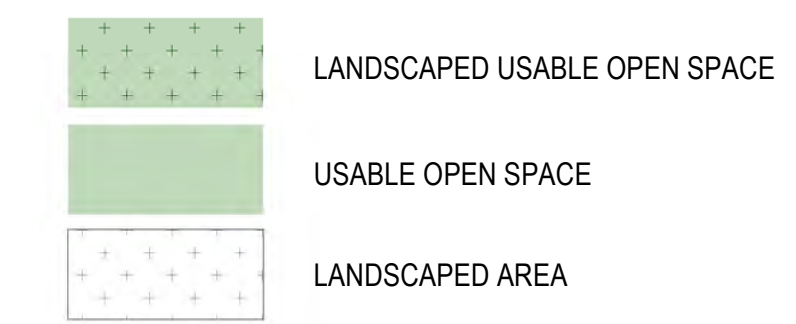 LANDSCAPED USABLE OPEN SPACE
USABLE OPEN SPACE
LANDSCAPED AREA